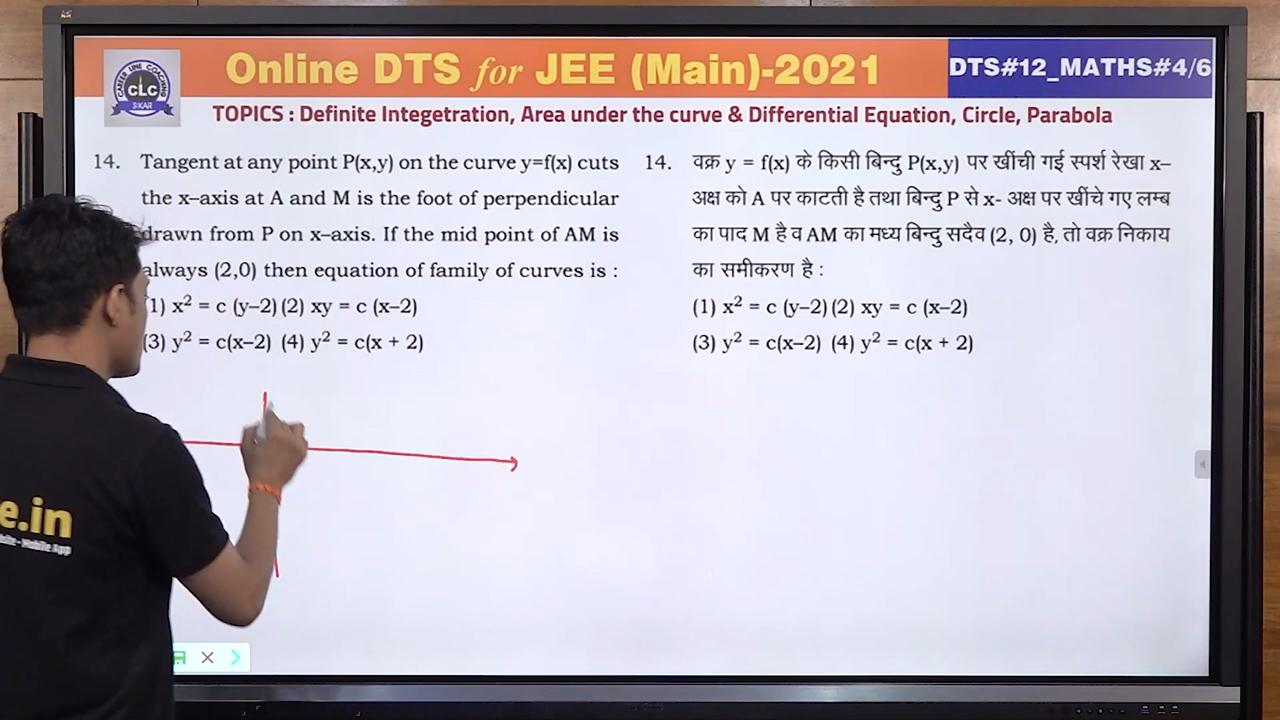 Online DTS for JEE (Main)-2021
DTS#12_MATHS#4/6
CAREER LINE COACHING
CLC
SIKAR
TOPICS : Definite Integetration, Area under the curve & Differential Equation, Circle, Parabola
14. Tangent at any point P(x,y) on the curve y=f(x) cuts
the x–axis at A and M is the foot of perpendicular
drawn from P on x–axis. If the mid point of AM is
always (2,0) then equation of family of curves is :
(1) x² = c (y–2) (2) xy = c (x–2)
(3) y² = c(x–2) (4) y² = c(x + 2)
14. वक्र y = f(x) के किसी बिन्दु P(x,y) पर खींची गई स्पर्श रेखा x–
अक्ष को A पर काटती है तथा बिन्दु P से x- अक्ष पर खींचे गए लम्ब
का पाद M है व AM का मध्य बिन्दु सदैव (2, 0) है, तो वक्र निकाय
का समीकरण है :
(1) x² = c (y–2) (2) xy = c (x–2)
(3) y² = c(x–2) (4) y² = c(x + 2)
e.in
Mobile App